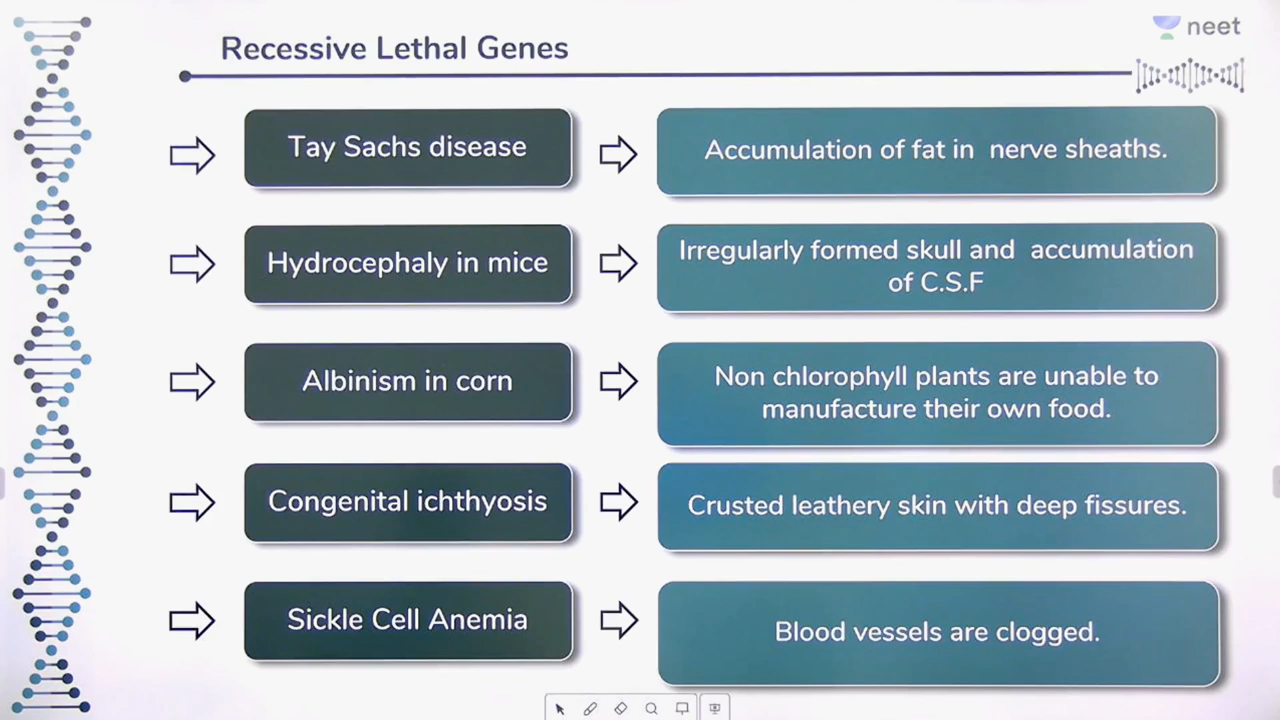 Recessive Lethal Genes
neet
Tay Sachs disease
Accumulation of fat in nerve sheaths.
Hydrocephaly in mice
Irregularly formed skull and accumulation
of C.S.F
Albinism in corn
Non chlorophyll plants are unable to
manufacture their own food.
Congenital ichthyosis
Crusted leathery skin with deep fissures.
Sickle Cell Anemia
Blood vessels are clogged.